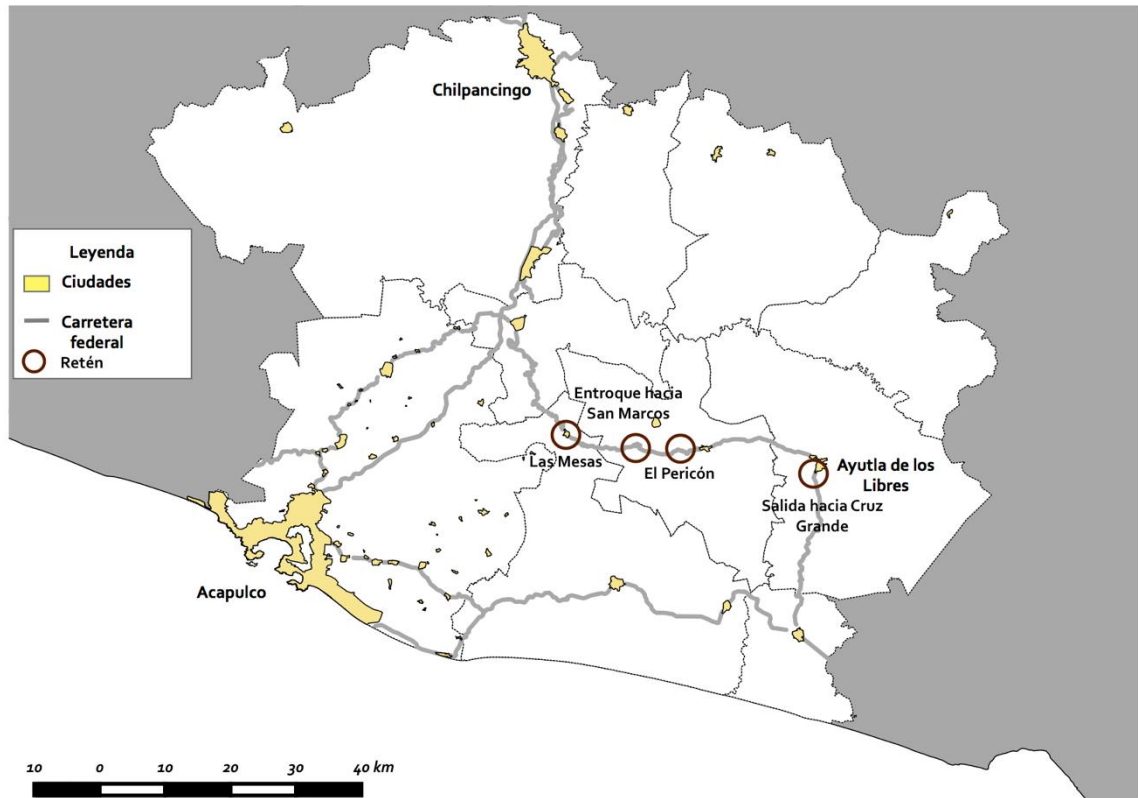 Chilpancingo
Leyenda
Ciudades
Carretera
federal
Retén
Entroque hacia
San Marcos
Las Mesas
El Pericón
Ayutla de los
Libres
Salida hacia Cruz
Grande
Acapulco
10 0 10 20 30 40 km